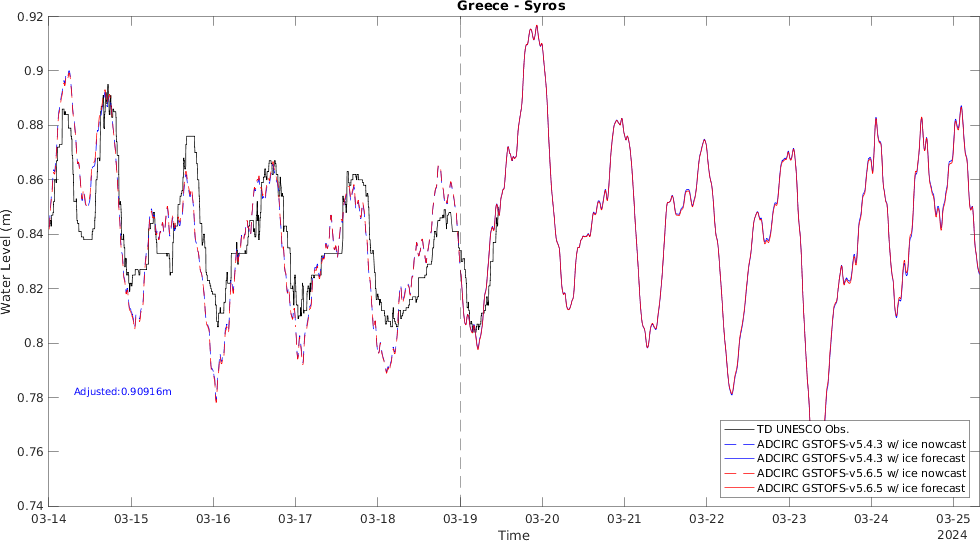 Greece - Syros
0.92
0.9
0.88
0.86
0.84
0.82
0.8
0.78
0.76
0.74
Water Level (m)
Adjusted:0.90916m
TD UNESCO Obs.
ADCIRC GSTOFS-v5.4.3 w/ ice nowcast
ADCIRC GSTOFS-v5.4.3 w/ ice forecast
ADCIRC GSTOFS-v5.6.5 w/ ice nowcast
ADCIRC GSTOFS-v5.6.5 w/ ice forecast
03-14 03-15 03-16 03-17 03-18 03-19 03-20 03-21 03-22 03-23 03-24 03-25
Time
2024